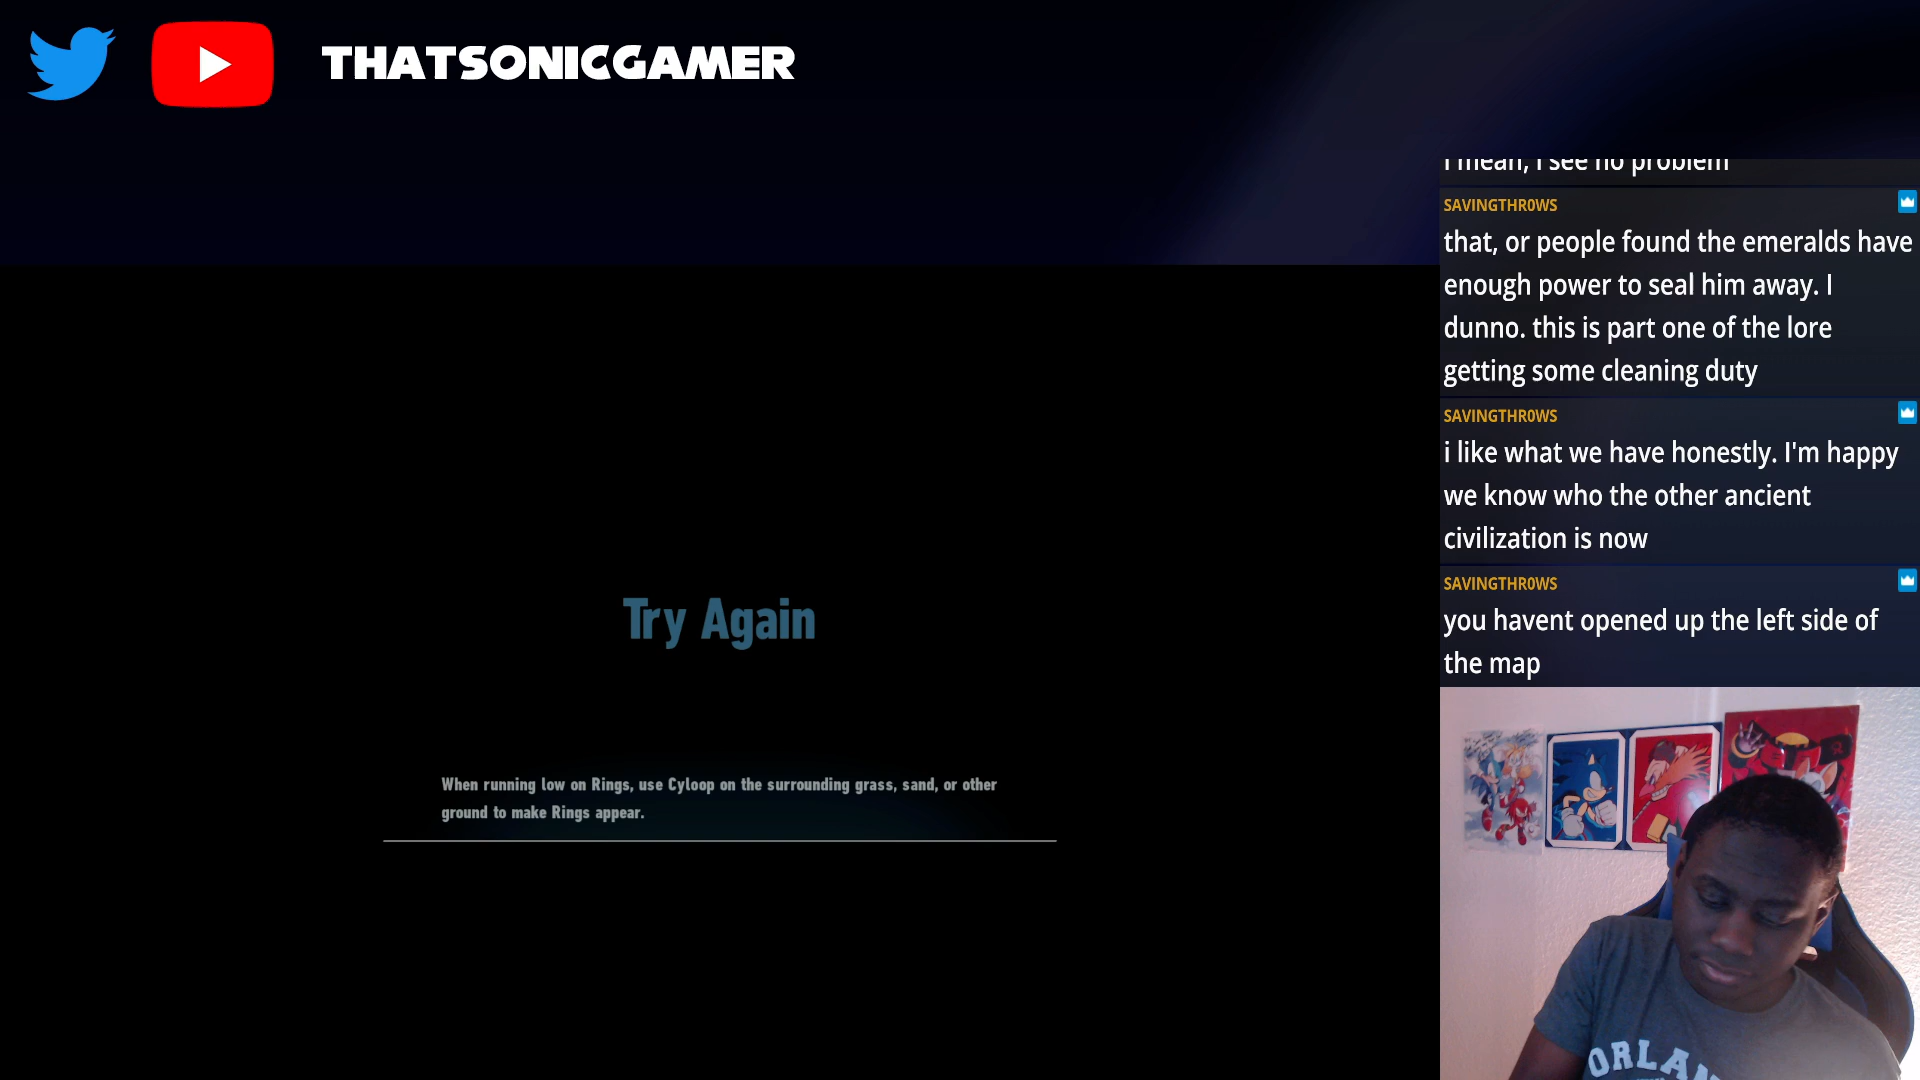 THATSONICGAMER
I mean, I see no problem
SAVINGTHR0WS
that, or people found the emeralds have
enough power to seal him away. I
dunno. this is part one of the lore
getting some cleaning duty
SAVINGTHR0WS
i like what we have honestly. I'm happy
we know who the other ancient
civilization is now
SAVINGTHR0WS
you havent opened up the left side of
the map
Try Again
When running low on Rings, use Cyloop on the surrounding grass, sand, or other
ground to make Rings appear.